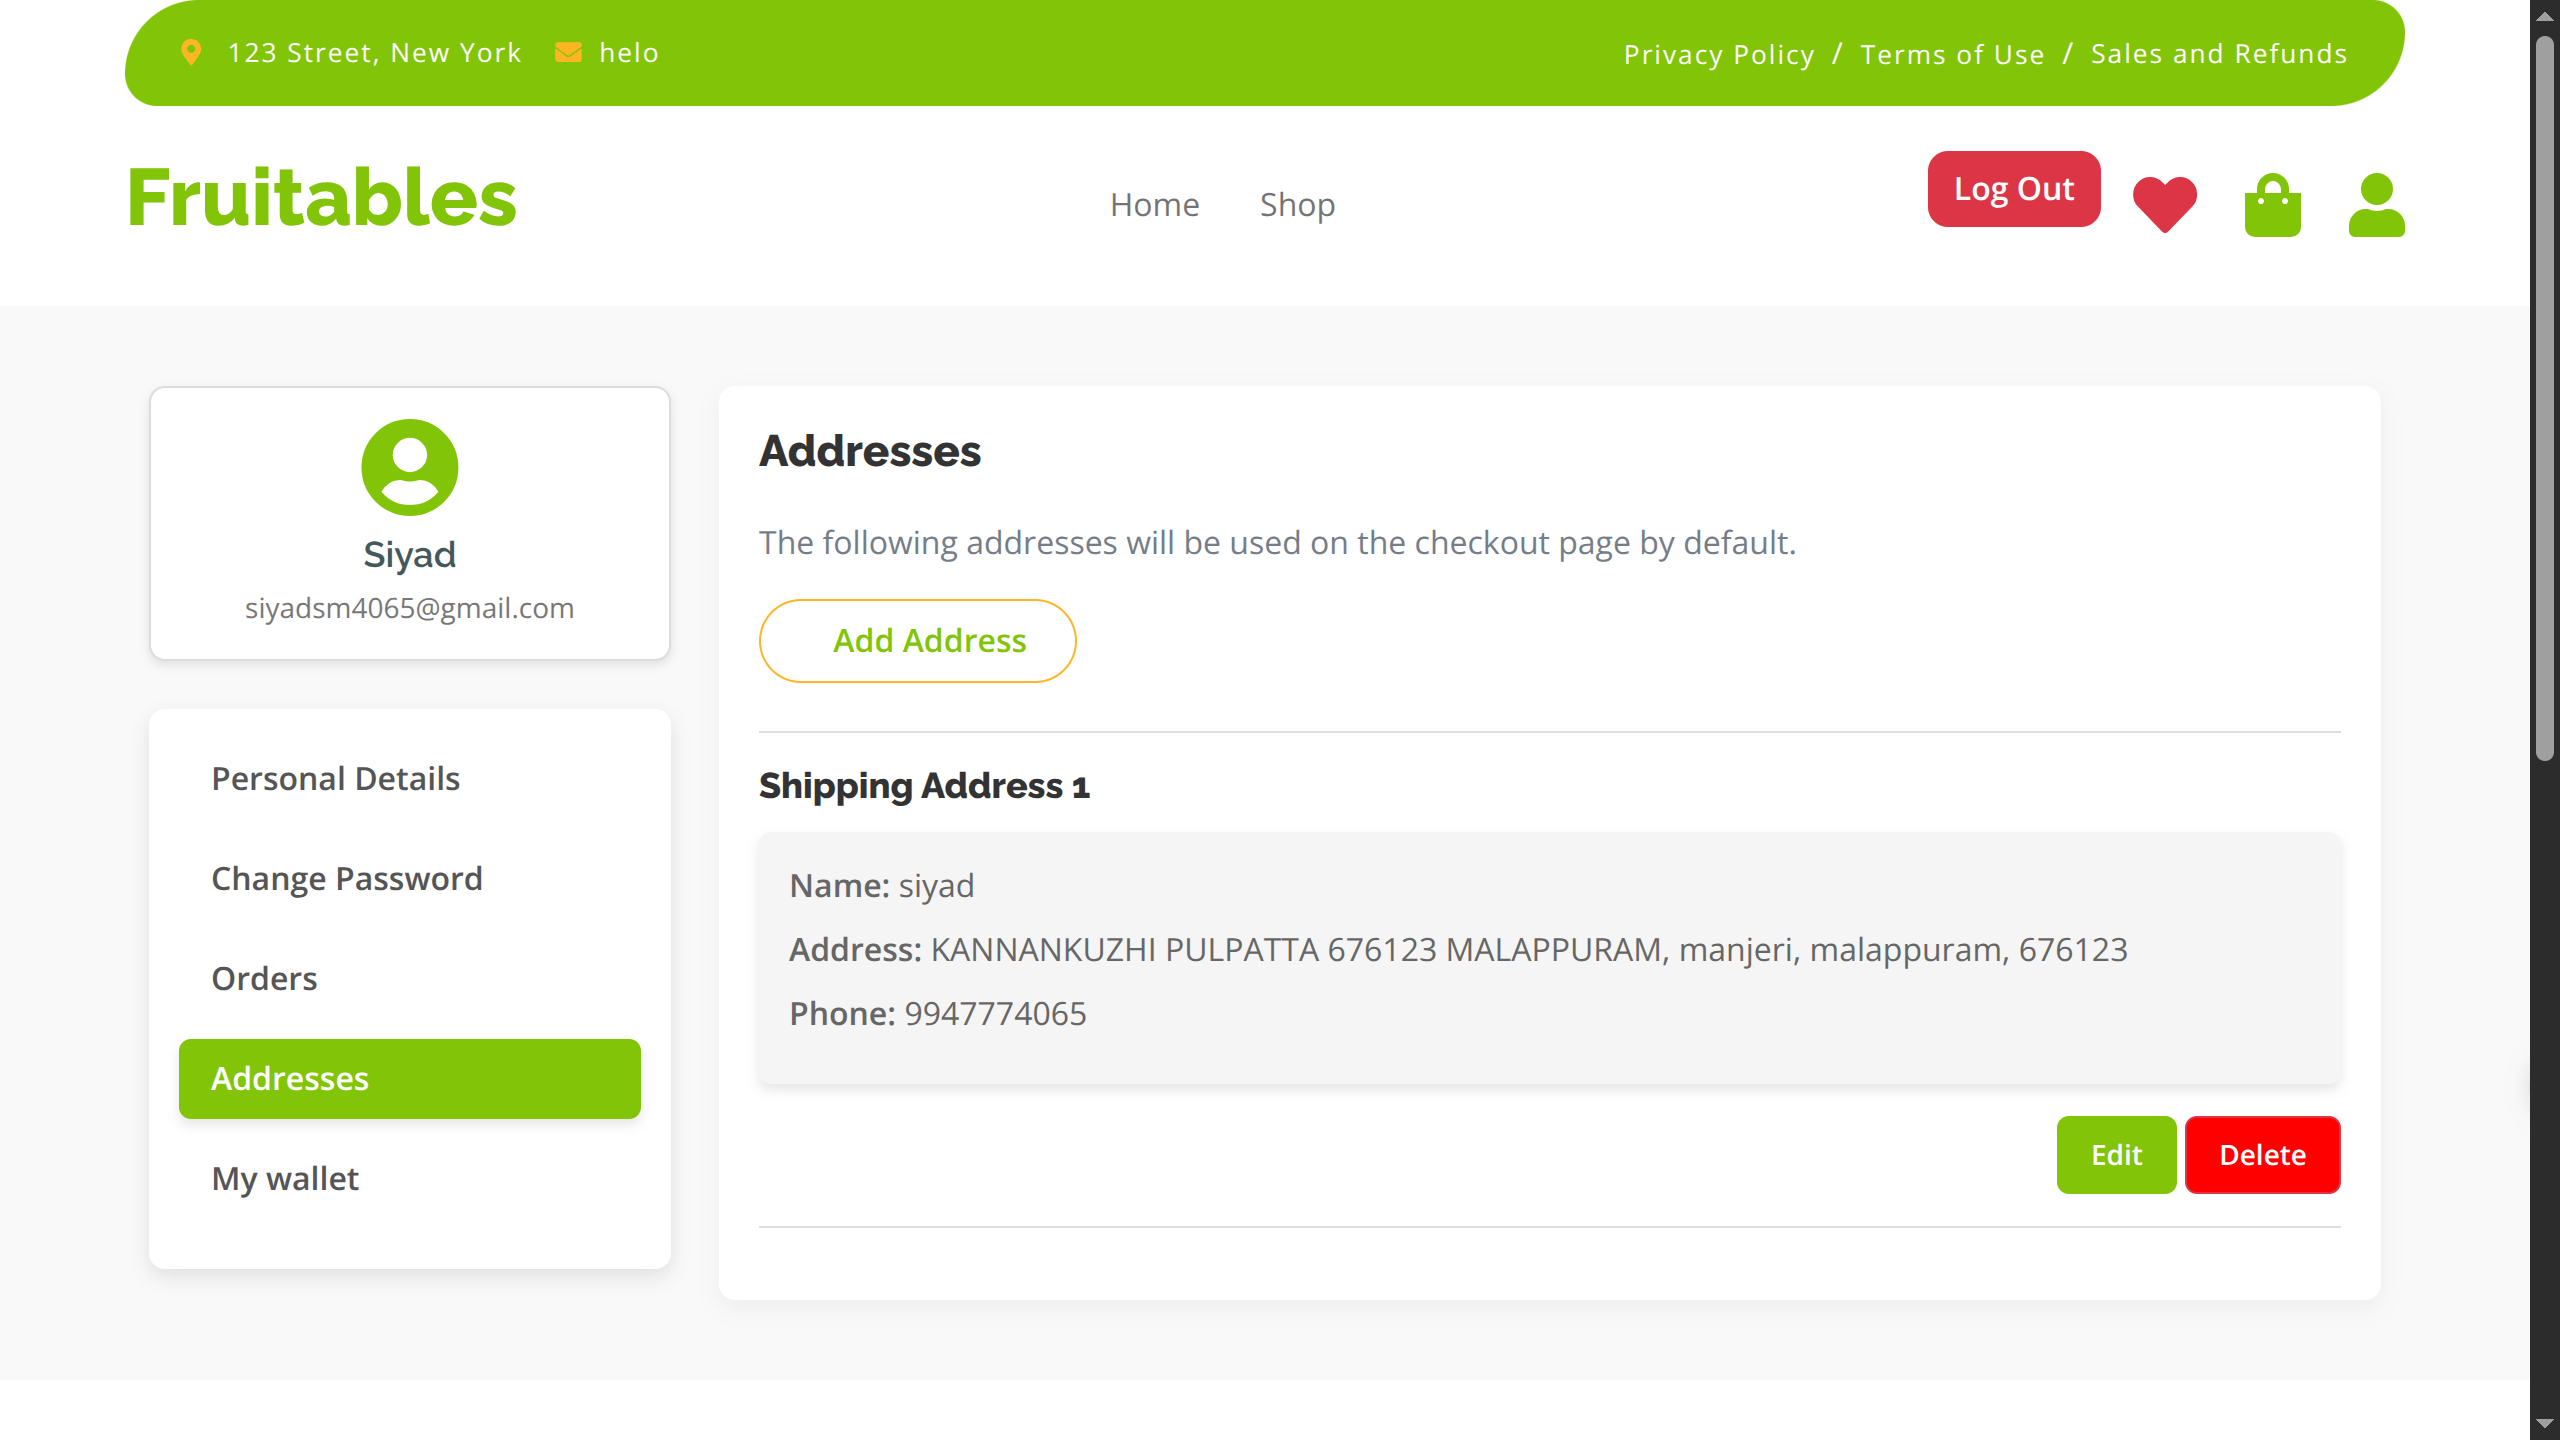 123 Street, New York helo
Privacy Policy / Terms of Use / Sales and Refunds
Fruitables
Home Shop
Log Out
Siyad
siyadsm4065@gmail.com
Personal Details
Change Password
Orders
Addresses
My wallet
Addresses
The following addresses will be used on the checkout page by default.
Add Address
Shipping Address 1
Name: siyad
Address: KANNANKUZHI PULPATTA 676123 MALAPPURAM, manjeri, malappuram, 676123
Phone: 9947774065
Edit Delete